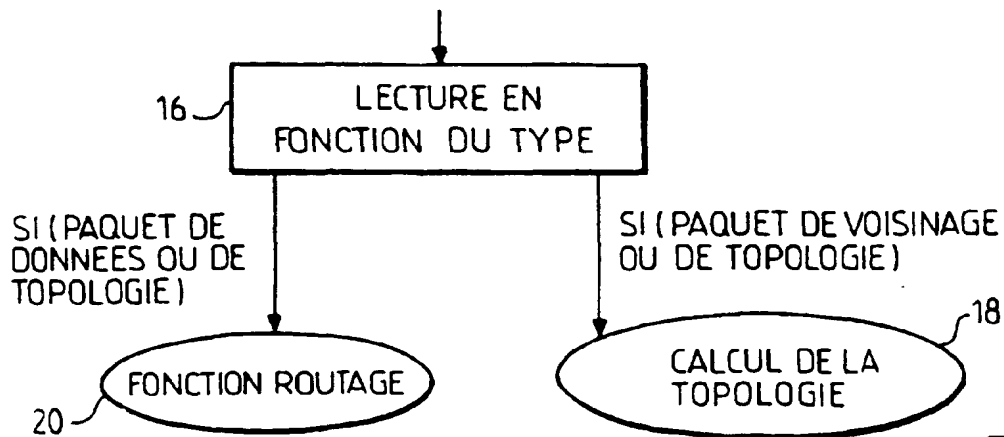 16
LECTURE EN
FONCTION DU TYPE
SI (PAQUET DE
DONNEES OU DE
TOPOLOGIE)
SI (PAQUET DE VOISINAGE
OU DE TOPOLOGIE)
18
FONCTION ROUTAGE
20
CALCUL DE LA
TOPOLOGIE